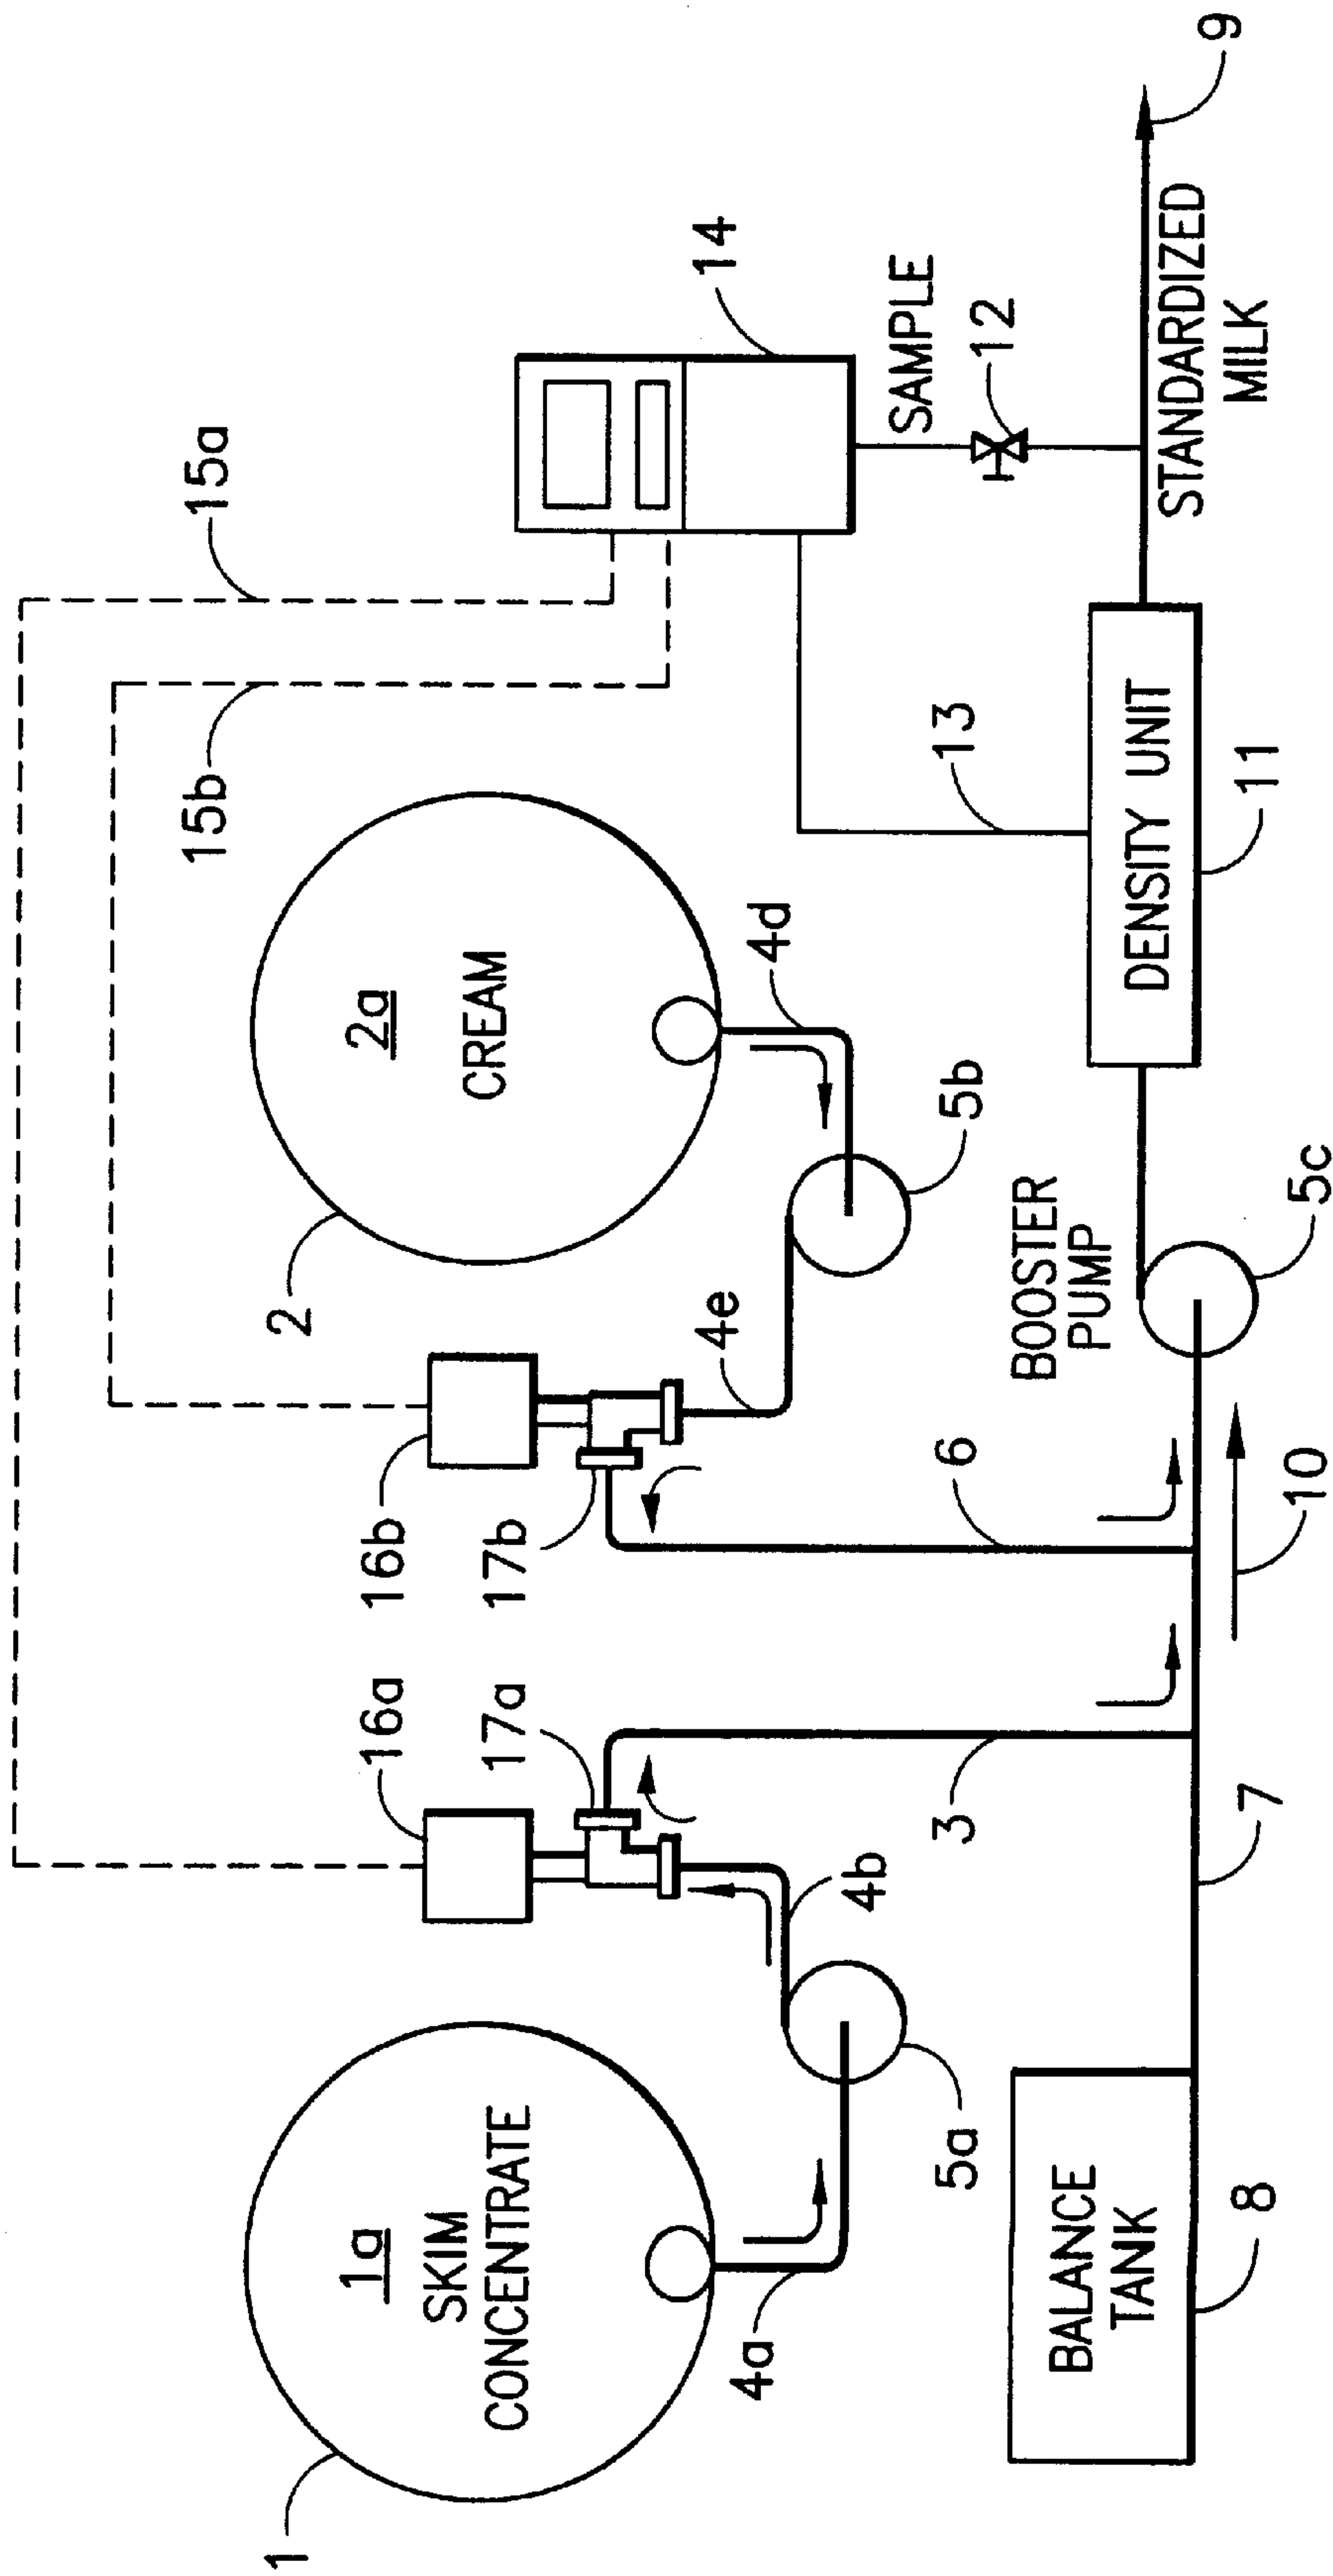 15a
15b
14
SAMPLE
12
9
STANDARDIZED
MILK
16a
16b
17a
17b
1
1a
SKIM
CONCENTRATE
2
2a
CREAM
4a
4b
5a
4e
4d
5b
13
3
6
BOOSTER
PUMP
5c
DENSITY UNIT
11
BALANCE
TANK
8
7
10